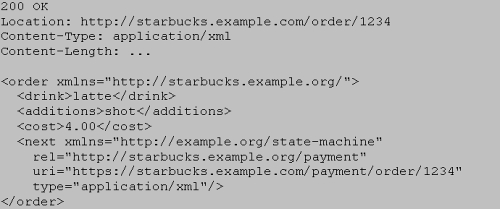 200 OK
Location: http://starbucks.example.com/order/1234
Content-Type: application/xml
Content-Length: ...

<order xmlns="http://starbucks.example.org/">
  <drink>latte</drink>
  <additions>shot</additions>
  <cost>4.00</cost>
  <next xmlns="http://example.org/state-machine"
    rel="http://starbucks.example.org/payment"
    uri="https://starbucks.example.com/payment/order/1234"
    type="application/xml"/>
</order>